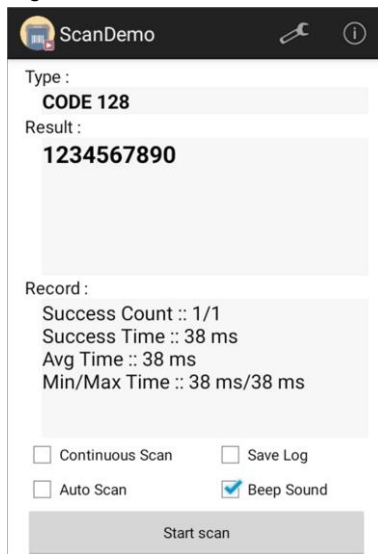 ScanDemo
Type :
CODE 128
Result :
1234567890
Record :
Success Count :: 1/1
Success Time :: 38 ms
Avg Time :: 38 ms
Min/Max Time :: 38 ms/38 ms
Continuous Scan Save Log
Auto Scan Beep Sound
Start scan